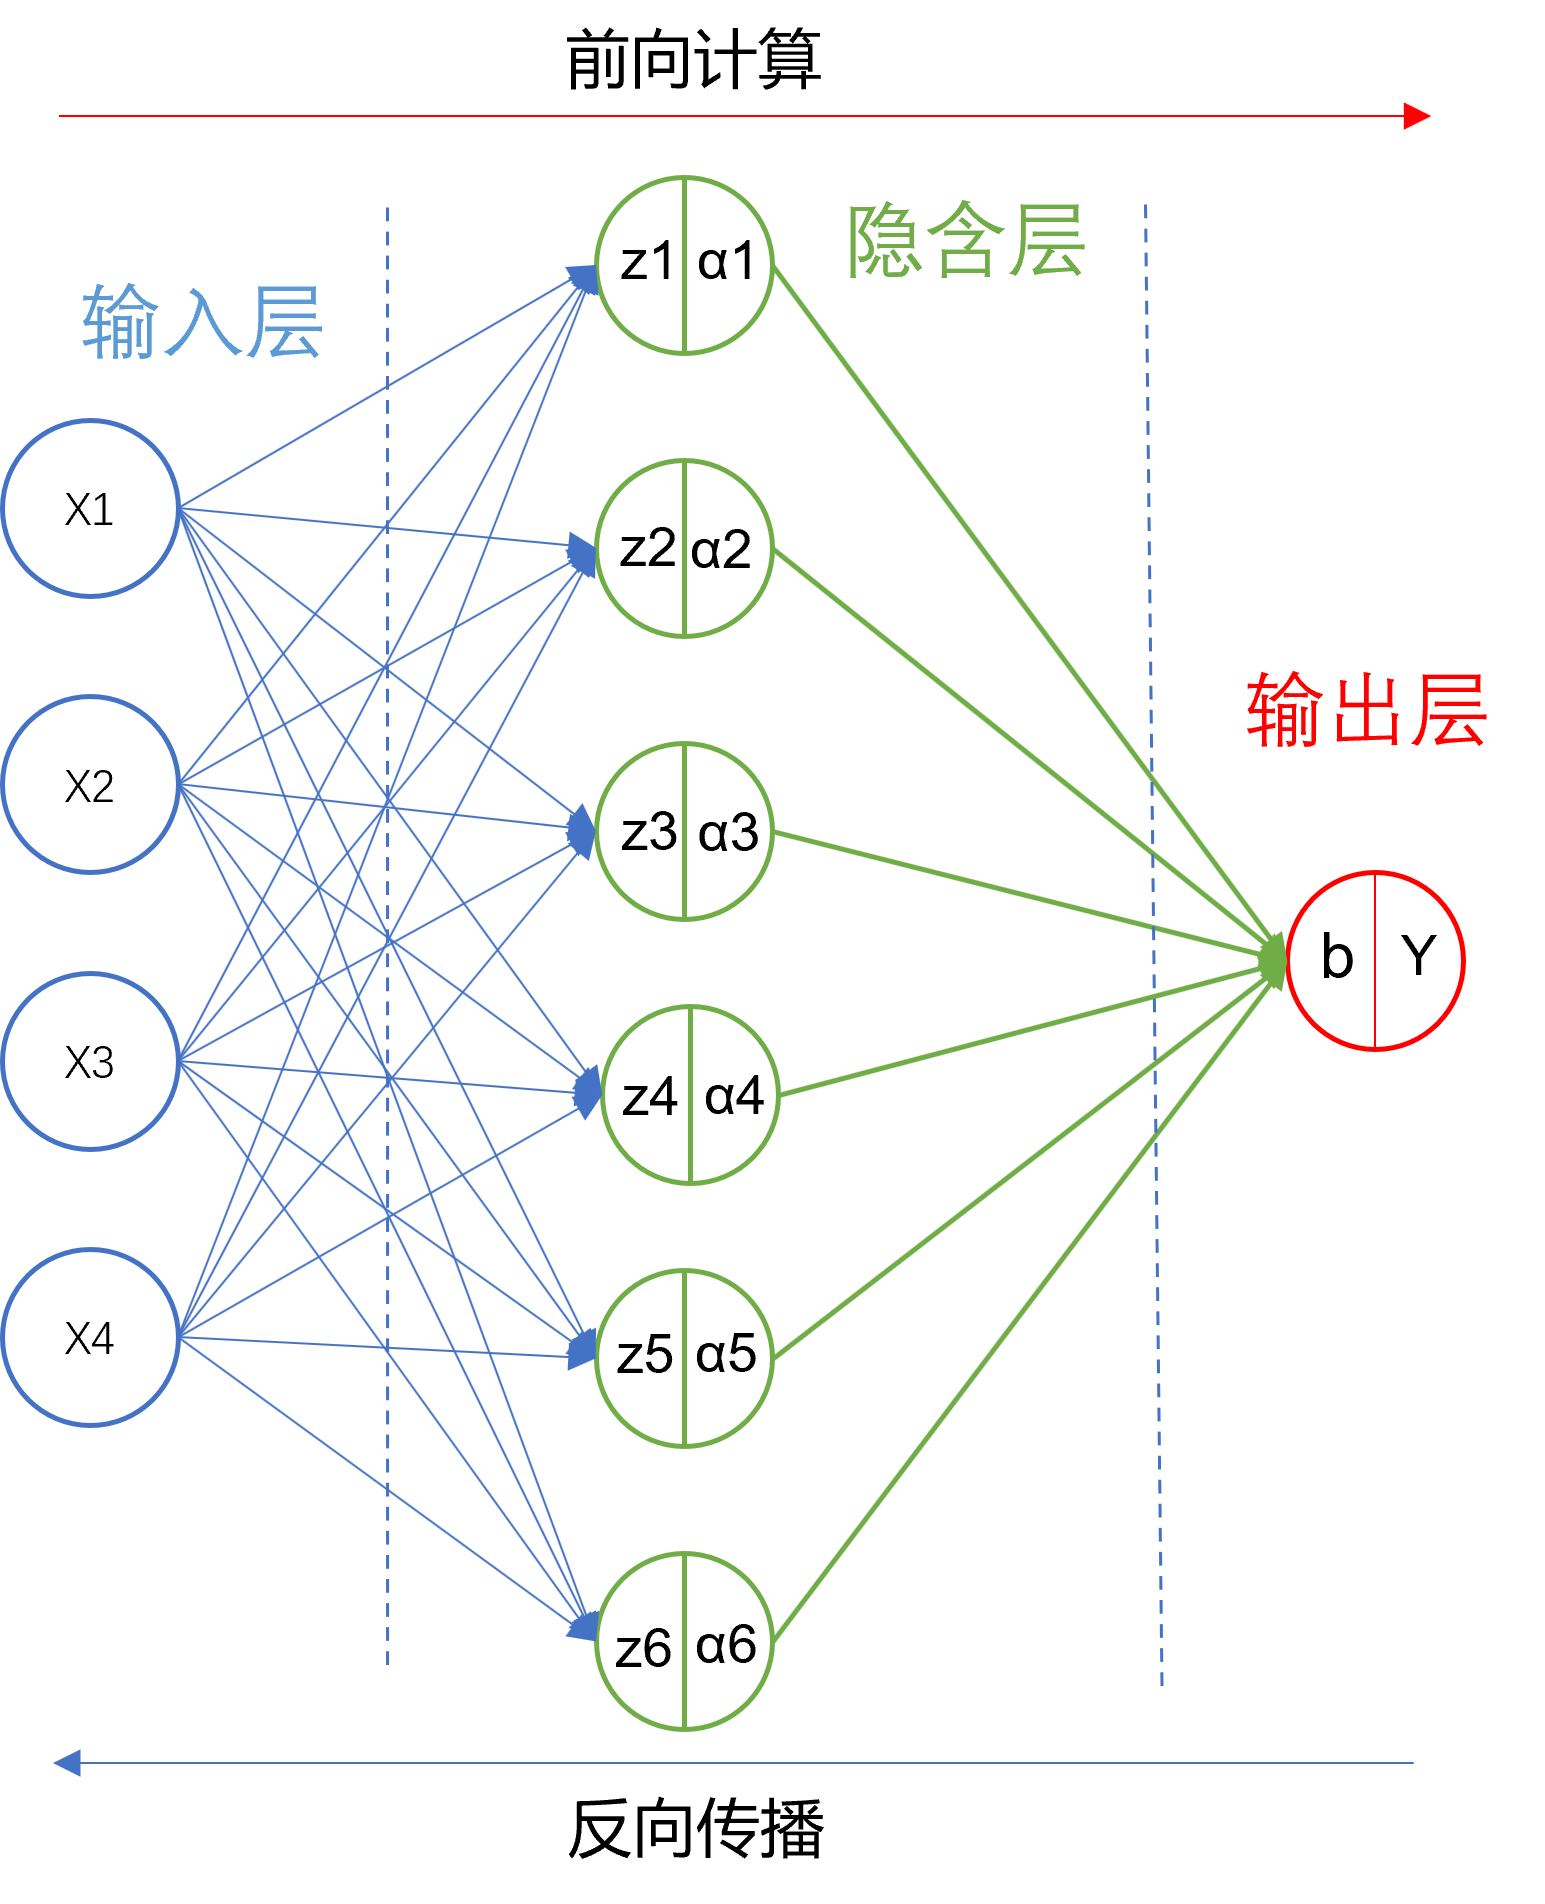 前向计算
隐含层
输入层
z1 α1
X1
z2 α2
输出层
X2
z3 α3
b Y
X3
z4 α4
X4
z5 α5
z6 α6
反向传播